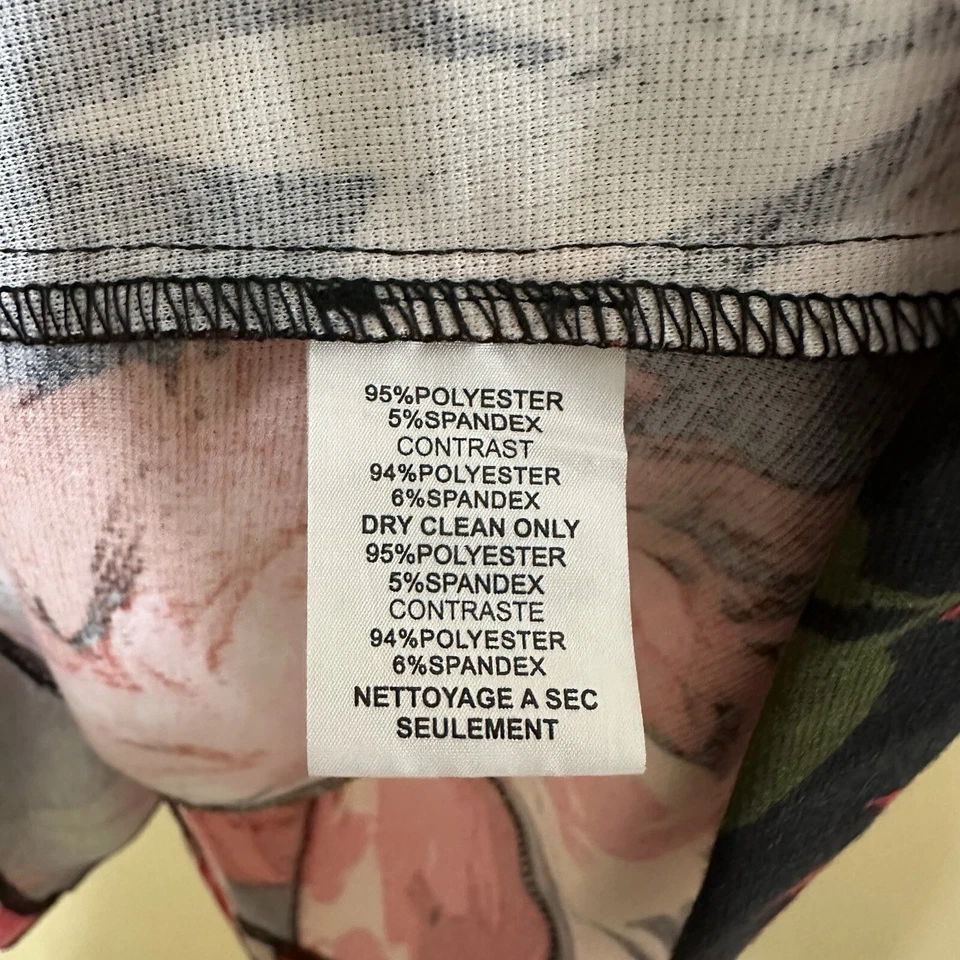 95%POLYESTER
5%SPANDEX
CONTRAST
94%POLYESTER
6%SPANDEX
DRY CLEAN ONLY
95%POLYESTER
5%SPANDEX
CONTRASTE
94%POLYESTER
6%SPANDEX
NETTOYAGE A SEC
SEULEMENT